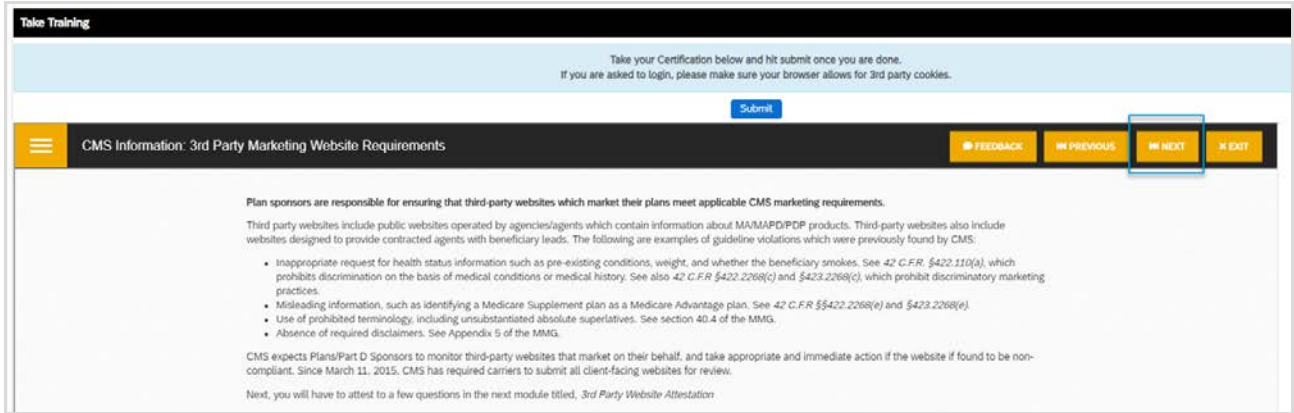 Take Training
Take your Certification below and hit submit once you are done.
If you are asked to login, please make sure your browser allows for 3rd party cookies.
Submit
CMS Information: 3rd Party Marketing Website Requirements
FEEDBACK
PREVIOUS
NEXT
EXIT
Plan sponsors are responsible for ensuring that third-party websites which market their plans meet applicable CMS marketing requirements.
Third party websites include public websites operated by agencies/agents which contain information about MA/MAPD/PDP products. Third-party websites also include
websites designed to provide contracted agents with beneficiary leads. The following are examples of guideline violations which were previously found by CMS:
• Inappropriate request for health status information such as pre-existing conditions, weight, and whether the beneficiary smokes. See 42 C.F.R. §422.110(a), which
prohibits discrimination on the basis of medical conditions or medical history. See also 42 C.F.R §422.2268(c) and §423.2268(c), which prohibit discriminatory marketing
practices.
• Misleading information, such as identifying a Medicare Supplement plan as a Medicare Advantage plan. See 42 C.F.R §§422.2268(e) and §423.2268(e).
• Use of prohibited terminology, including unsubstantiated absolute superlatives. See section 40.4 of the MMG.
• Absence of required disclaimers. See Appendix 5 of the MMG.
CMS expects Plans/Part D Sponsors to monitor third-party websites that market on their behalf, and take appropriate and immediate action if the website if found to be non-
compliant. Since March 11, 2015, CMS has required carriers to submit all client-facing websites for review.
Next, you will have to attest to a few questions in the next module titled, 3rd Party Website Attestation